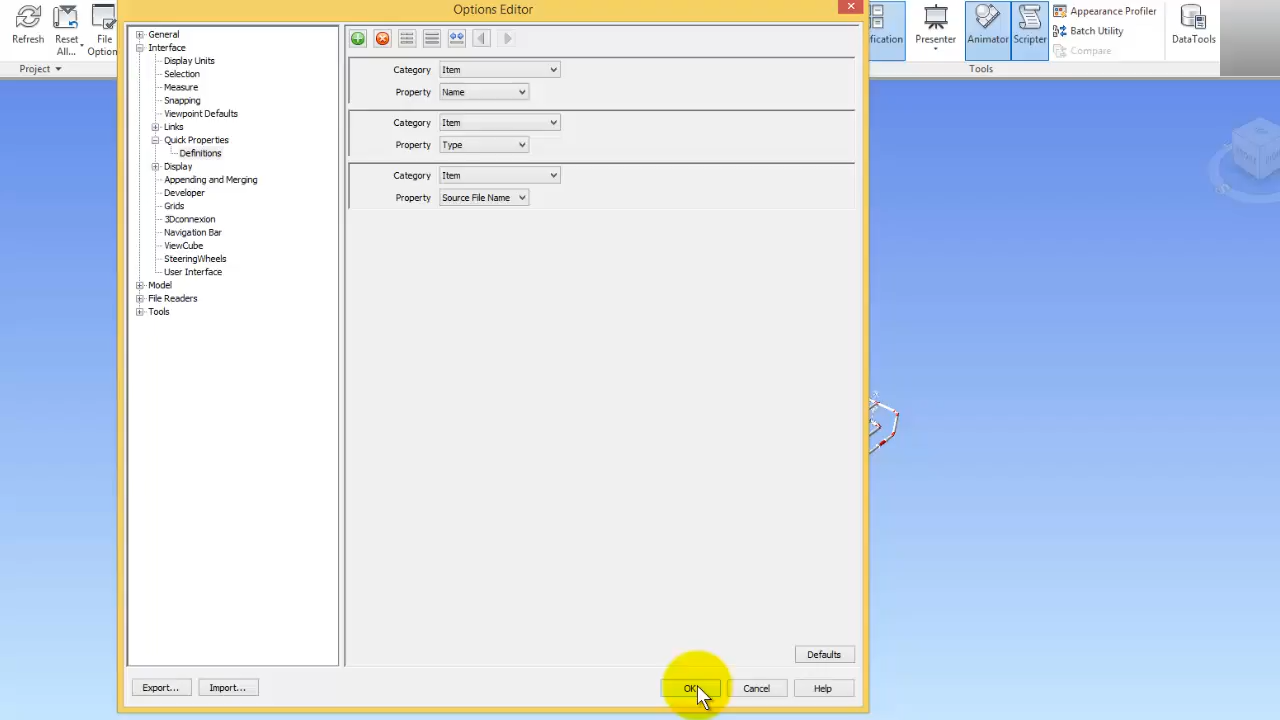 Options Editor
Refresh
Reset
All...
File
Option
Project
Presenter
Animator
Scripter
Appearance Profiler
Batch Utility
Compare
DataTools
Tools
General
Interface
Display Units
Selection
Measure
Snapping
Viewpoint Defaults
Links
Quick Properties
Definitions
Display
Appending and Merging
Developer
Grids
3Dconnexion
Navigation Bar
ViewCube
SteeringWheels
User Interface
Model
File Readers
Tools
Category Item
Property Name
Category Item
Property Type
Category Item
Property Source File Name
Defaults
Export... Import... OK Cancel Help